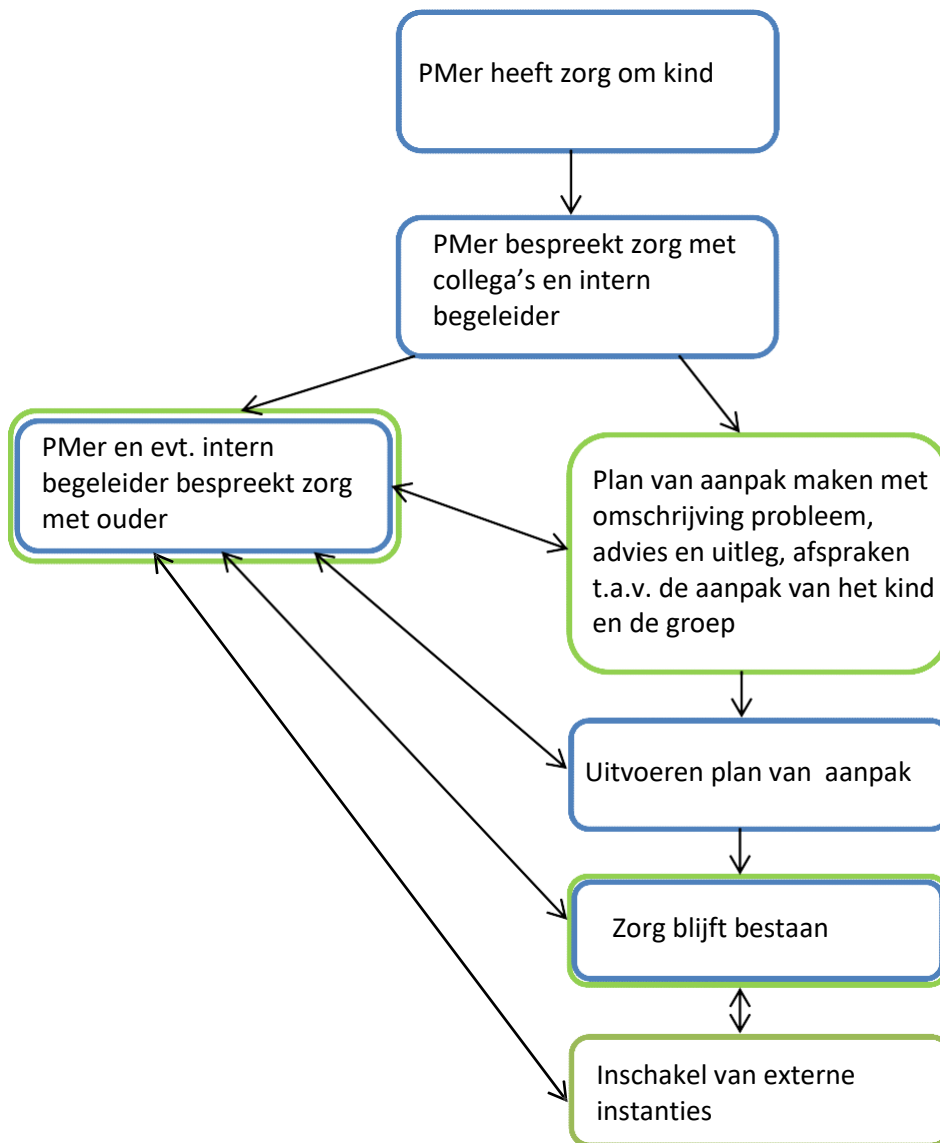 PMer heeft zorg om kind
PMer bespreekt zorg met
collega’s en intern
begeleider
PMer en evt. intern
begeleider bespreekt zorg
met ouder
Plan van aanpak maken met
omschrijving probleem,
advies en uitleg, afspraken
t.a.v. de aanpak van het kind
en de groep
Uitvoeren plan van aanpak
Zorg blijft bestaan
Inschakel van externe
instanties